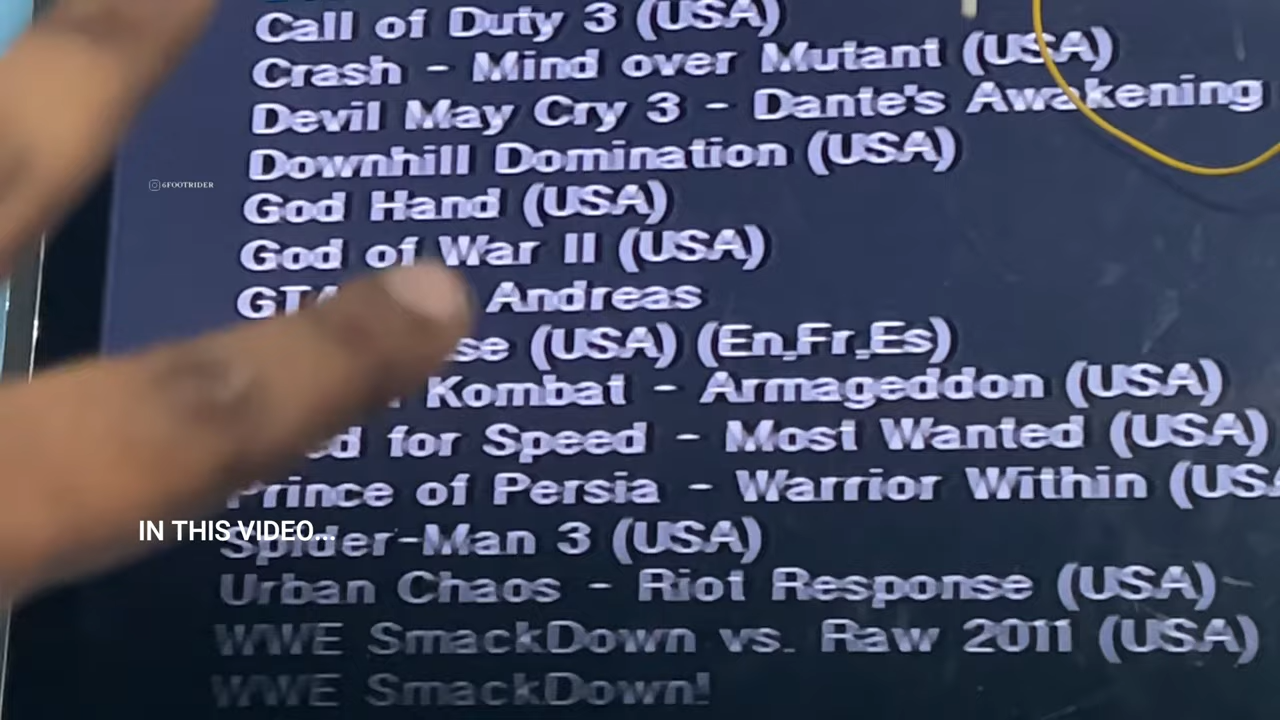 Call of Duty 3 (USA)
Crash - Mind over Mutant (USA)
Devil May Cry 3 - Dante's Awakening
Downhill Domination (USA)
6FOOTRIDER
God Hand (USA)
God of War II (USA)
GTA Andreas
(USA) (En,Fr,Es)
Kombat - Armageddon (USA)
for Speed - Most Wanted (USA)
Prince of Persia - Warrior Within (USA
IN THIS VIDEO...
Spider-Man 3 (USA)
Urban Chaos - Riot Response (USA)
WWE SmackDown vs. Raw 2011 (USA)
WWE SmackDown!